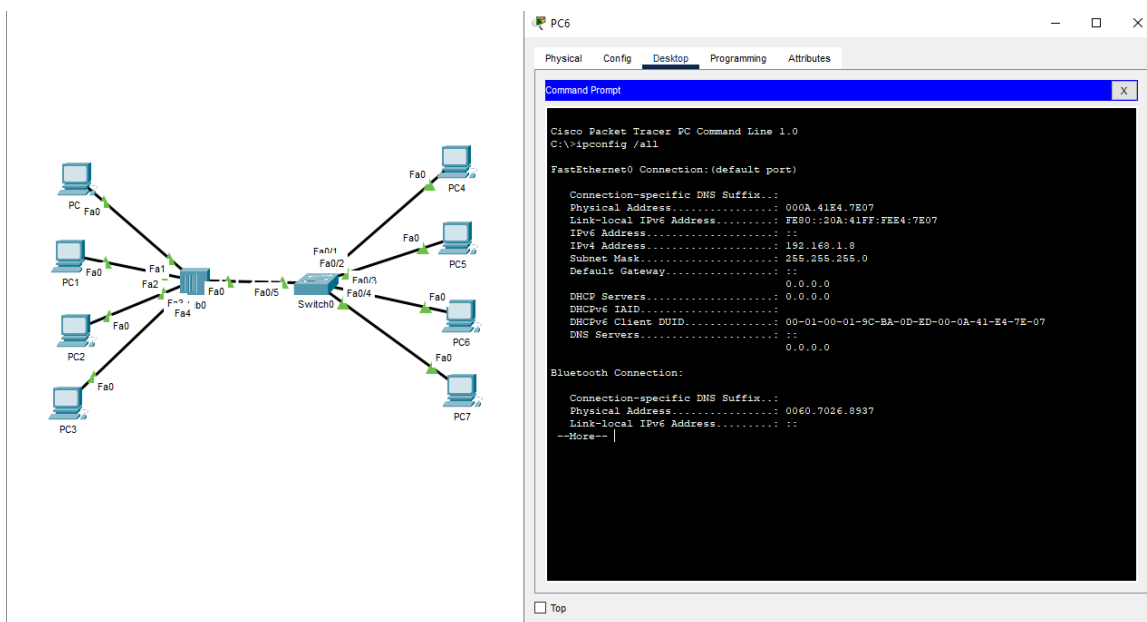 PC
Fa0
PC1
Fa0
PC2
Fa0
PC3
Fa0
Fa1
Fa2
Fa4
Fa0
Fa0/5
Switch0
Fa0/1
Fa0/2
Fa0/3
Fa0/4
Fa0
PC4
Fa0
PC5
Fa0
PC6
Fa0
PC7
PC6
Physical Config Desktop Programming Attributes
Command Prompt X
Cisco Packet Tracer PC Command Line 1.0
C:\>ipconfig /all
FastEthernet0 Connection:(default port)
Connection-specific DNS Suffix..:
Physical Address................: 000A.41E4.7E07
Link-local IPv6 Address.........: FE80::20A:41FF:FEE4:7E07
IPv6 Address....................: ::
IPv4 Address....................: 192.168.1.8
Subnet Mask.....................: 255.255.255.0
Default Gateway.................: ::
0.0.0.0
DHCP Servers....................: 0.0.0.0
DHCPv6 IAID.....................:
DHCPv6 Client DUID..............: 00-01-00-01-9C-BA-0D-ED-00-0A-41-E4-7E-07
DNS Servers.....................: ::
0.0.0.0
Bluetooth Connection:
Connection-specific DNS Suffix..:
Physical Address................: 0060.7026.8937
Link-local IPv6 Address.........: ::
--More--
Top